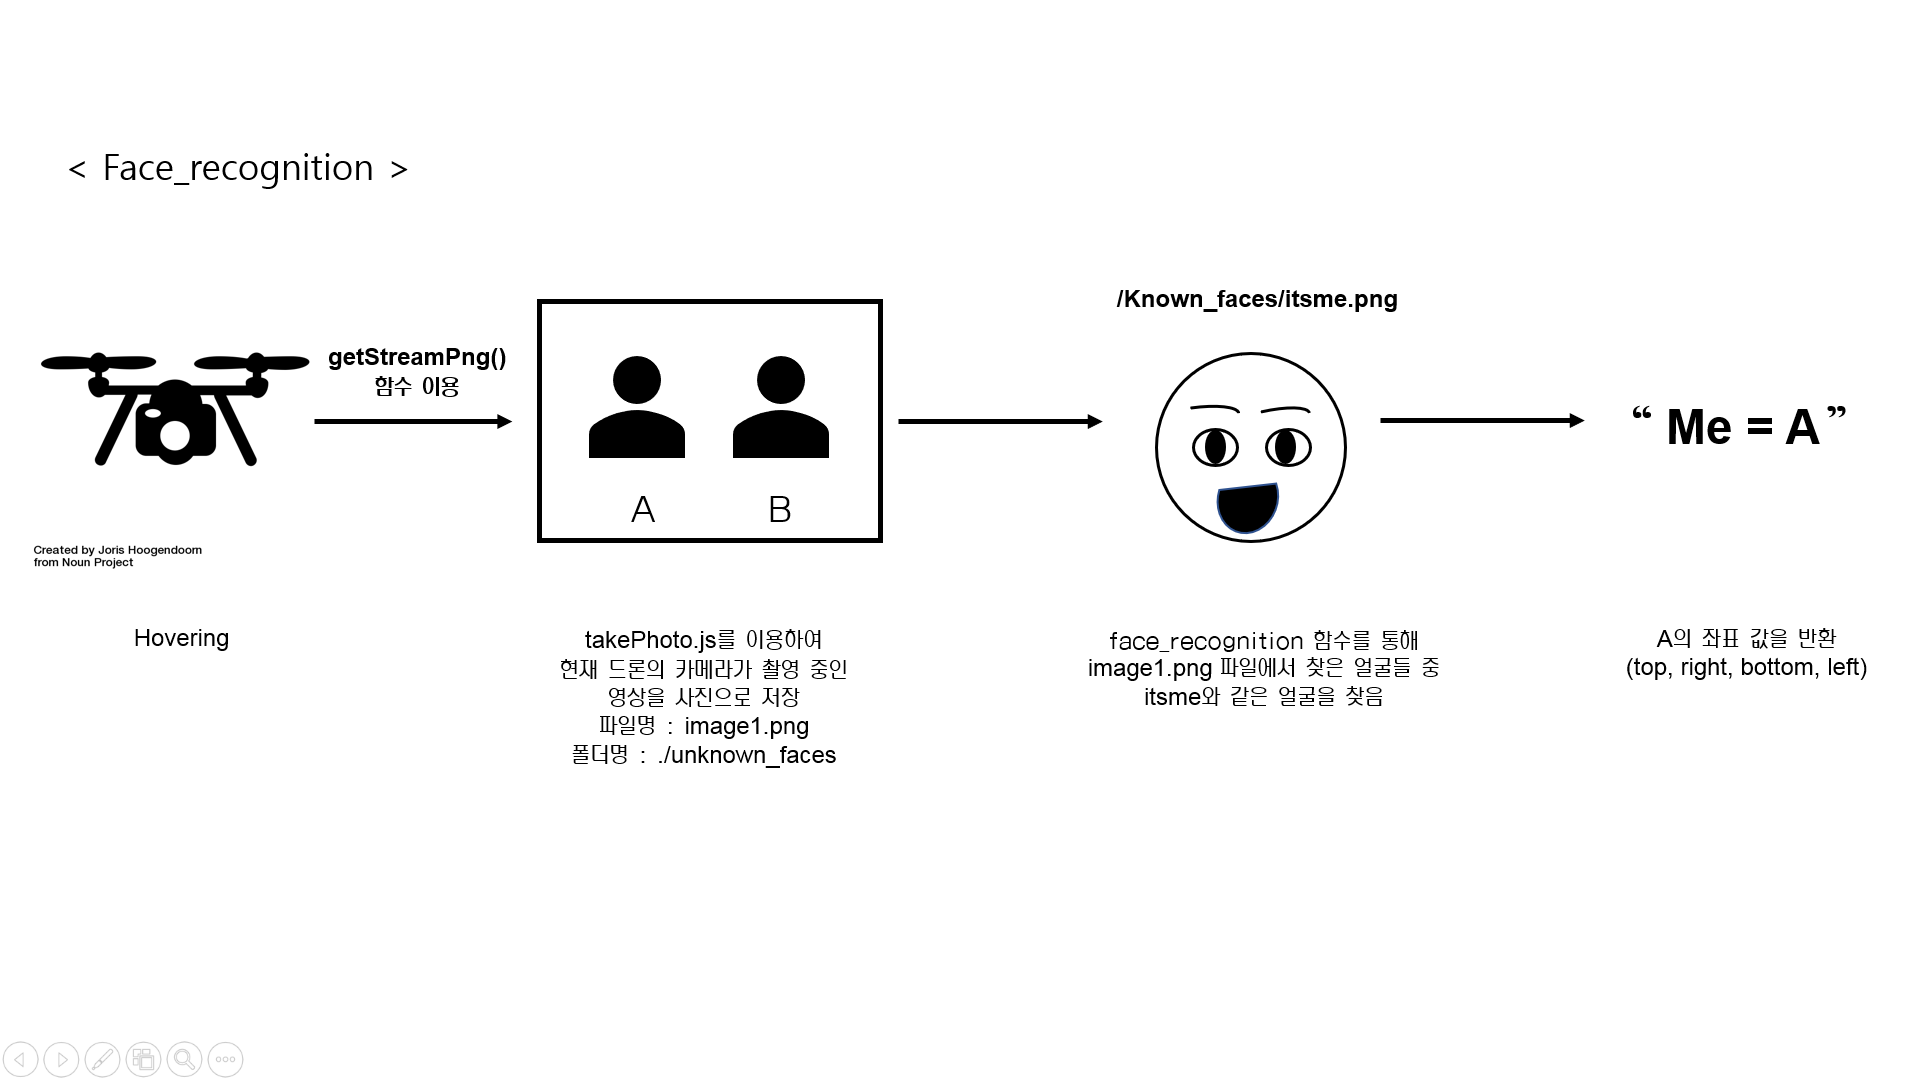 < Face_recognition >
getStreamPng()
함수 이용
Created by Joris Hoogendoorn
from Noun Project
Hovering
A
B
takePhoto.js를 이용하여
현재 드론의 카메라가 촬영 중인
영상을 사진으로 저장
파일명 : image1.png
폴더명 : ./unknown_faces
/Known_faces/itsme.png
face_recognition 함수를 통해
image1.png 파일에서 찾은 얼굴들 중
itsme와 같은 얼굴을 찾음
“ Me = A ”
A의 좌표 값을 반환
(top, right, bottom, left)